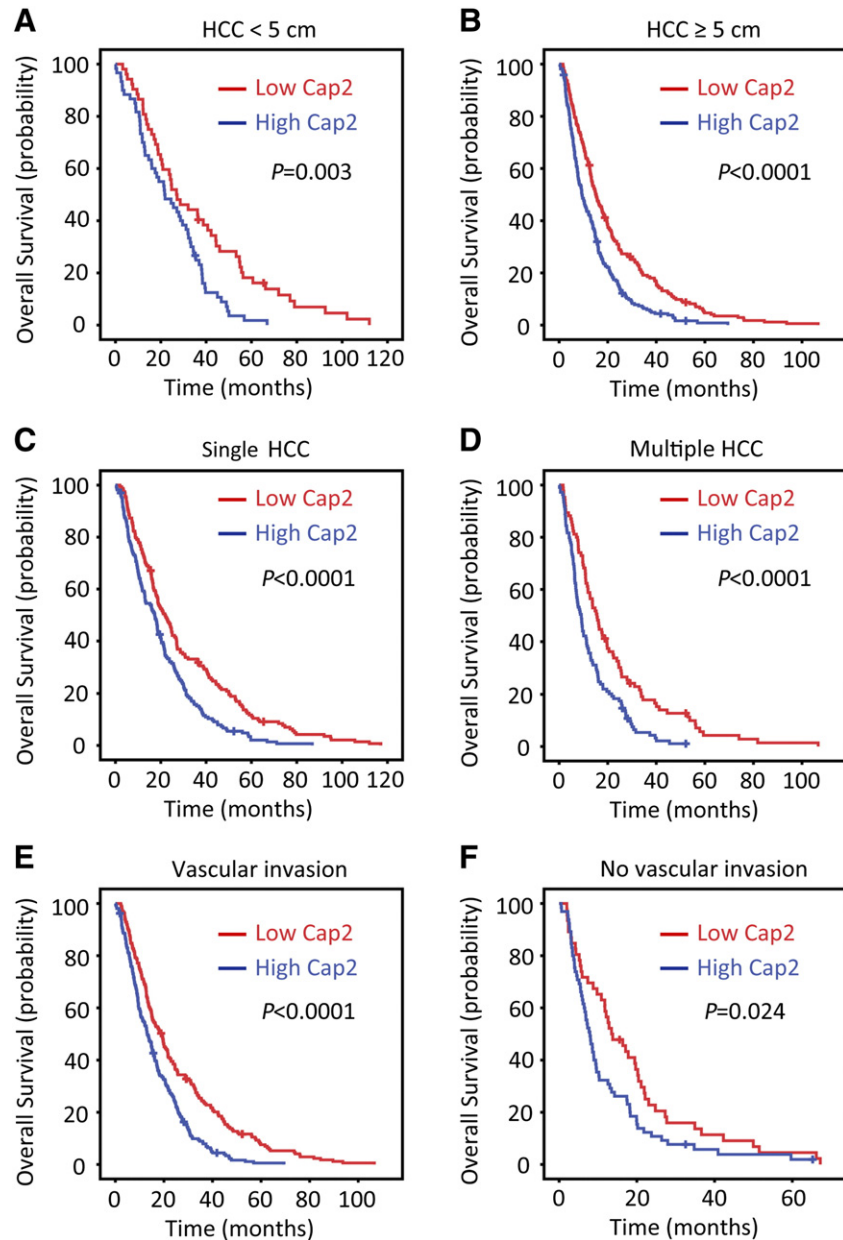 A
HCC < 5 cm
Overall Survival (probability)
100
80
60
40
20
0
Low Cap2
High Cap2
P=0.003
0 20 40 60 80 100 120
Time (months)
B
HCC ≥ 5 cm
Overall Survival (probability)
100
80
60
40
20
0
Low Cap2
High Cap2
P<0.0001
0 20 40 60 80 100
Time (months)
C
Single HCC
Overall Survival (probability)
100
80
60
40
20
0
Low Cap2
High Cap2
P<0.0001
0 20 40 60 80 100 120
Time (months)
D
Multiple HCC
Overall Survival (probability)
100
80
60
40
20
0
Low Cap2
High Cap2
P<0.0001
0 20 40 60 80 100
Time (months)
E
Vascular invasion
Overall Survival (probability)
100
80
60
40
20
0
Low Cap2
High Cap2
P<0.0001
0 20 40 60 80 100
Time (months)
F
No vascular invasion
Overall Survival (probability)
100
80
60
40
20
0
Low Cap2
High Cap2
P=0.024
0 20 40 60
Time (months)